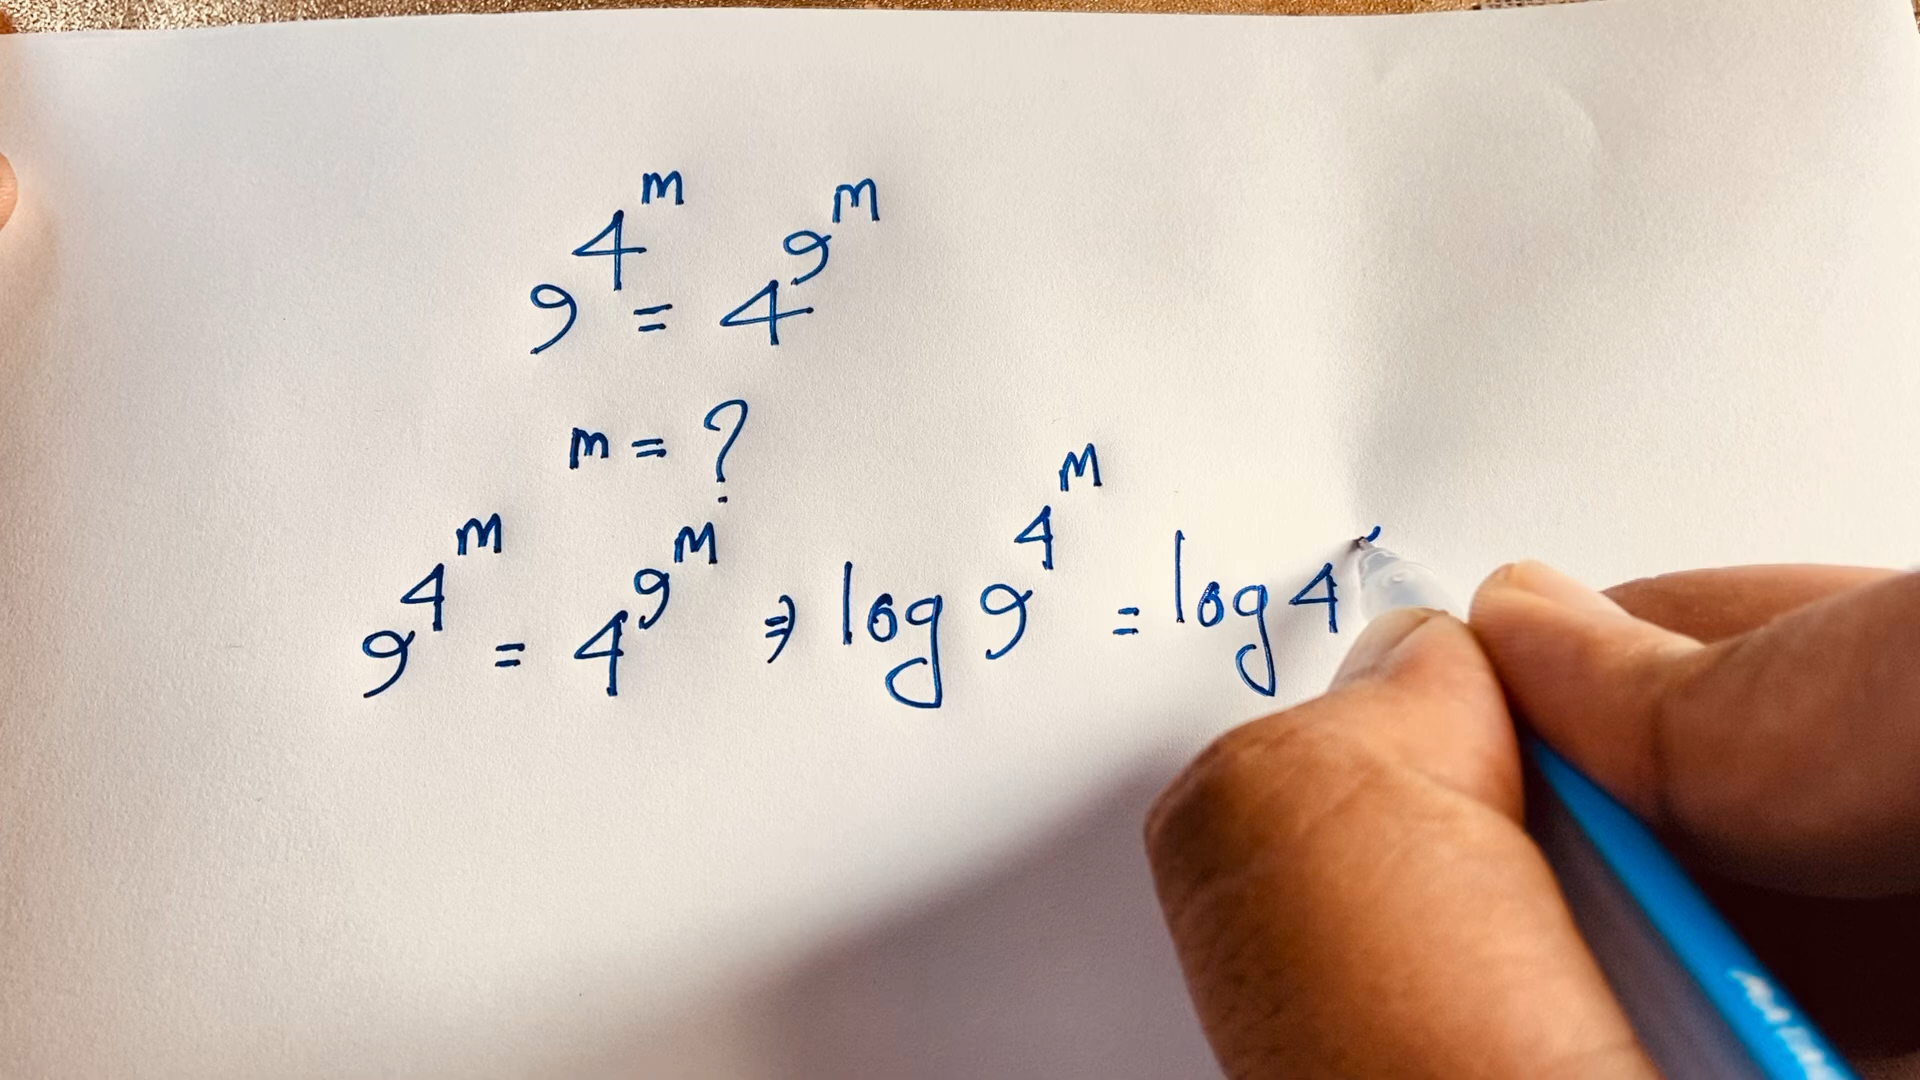 9^4^m = 4^9^m
m = ?
9^4^m = 4^9^m ⇒ log 9^4^m = log 4